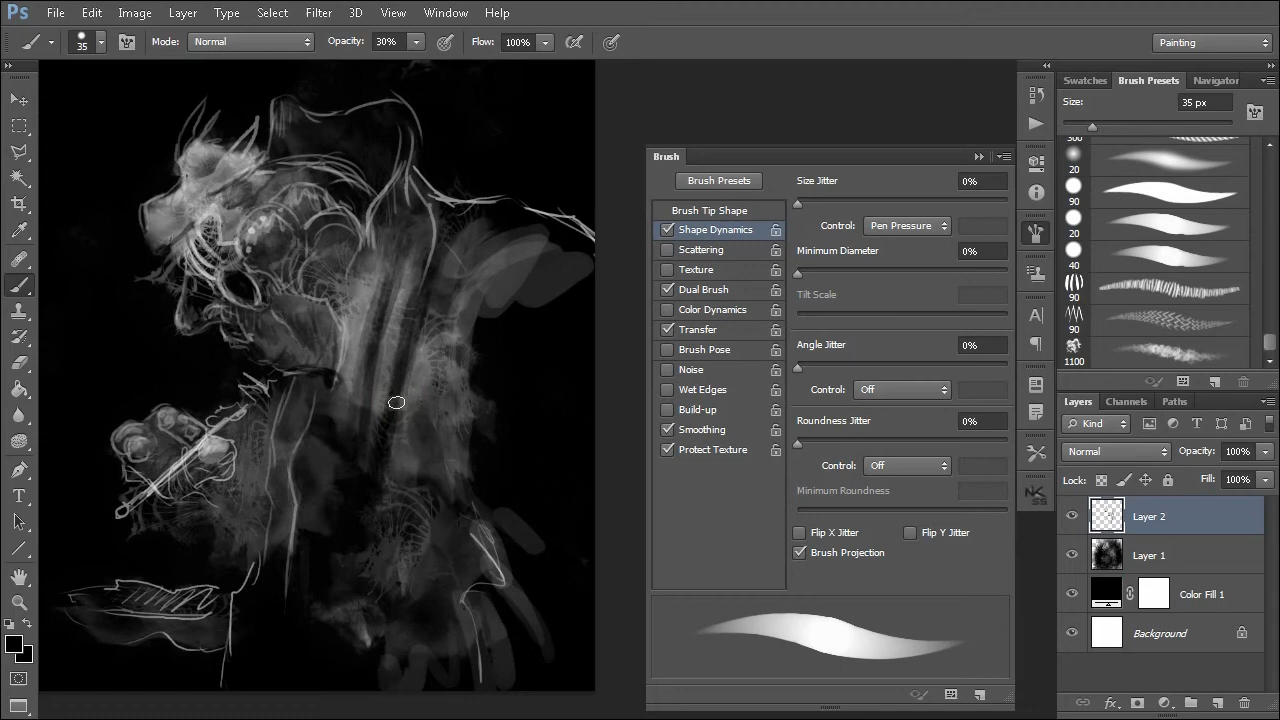 Ps File Edit Image Layer Type Select Filter 3D View Window Help
35 Mode: Normal Opacity: 30% Flow: 100% Painting
Swatches Brush Presets Navigator
Size: 35 px
300
20
90
20
40
90
90
1100
Brush
Brush Presets
Brush Tip Shape
Shape Dynamics
Scattering
Texture
Dual Brush
Color Dynamics
Transfer
Brush Pose
Noise
Wet Edges
Build-up
Smoothing
Protect Texture
Size Jitter 0%
Control: Pen Pressure
Minimum Diameter 0%
Tilt Scale
Angle Jitter 0%
Control: Off
Roundness Jitter 0%
Control: Off
Minimum Roundness
Flip X Jitter Flip Y Jitter
Brush Projection
Layers Channels Paths
Kind
Normal Opacity: 100%
Lock: Fill: 100%
Layer 2
Layer 1
Color Fill 1
Background